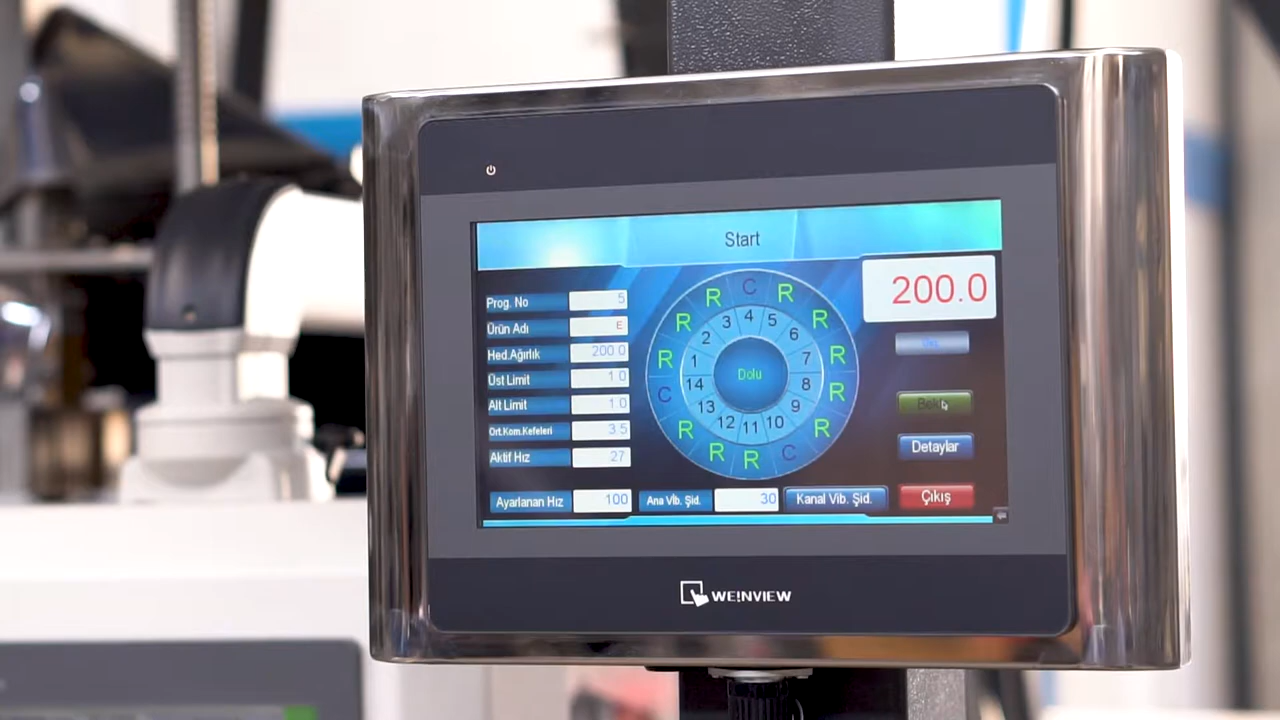 Start
200.0
Prog. No 5
Ürün Adı E
Hed.Ağırlık 200.0
Üst Limit 1.0
Alt Limit 1.0
Ort.Kom.Kefeleri 3.5
Aktif Hız 27
R C R
R R
R R
C R
R R
R R C
1 2 3 4 5 6 7 8 9 10 11 12 13 14
Dolu
Detaylar
Çıkış
Ayarlanan Hız 100 Ana Vib. Şid. 30 Kanal Vib. Şid.
WEINVIEW